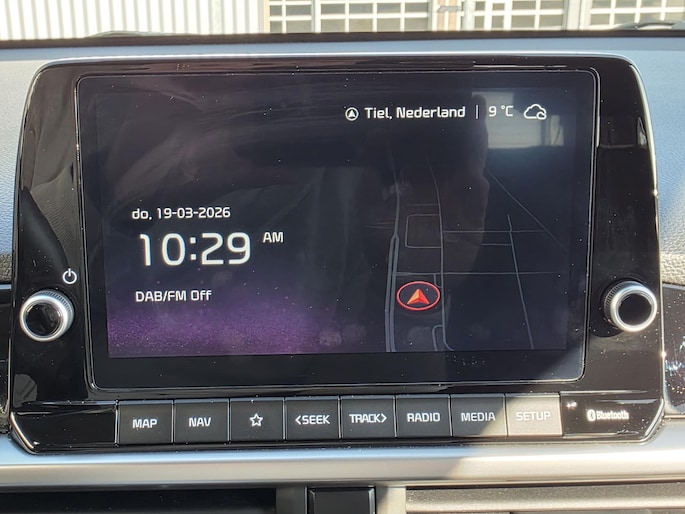 Tiel, Nederland | 9 °C
do, 19-03-2026
10:29 AM
DAB/FM Off
MAP NAV <SEEK TRACK> RADIO MEDIA SETUP Bluetooth